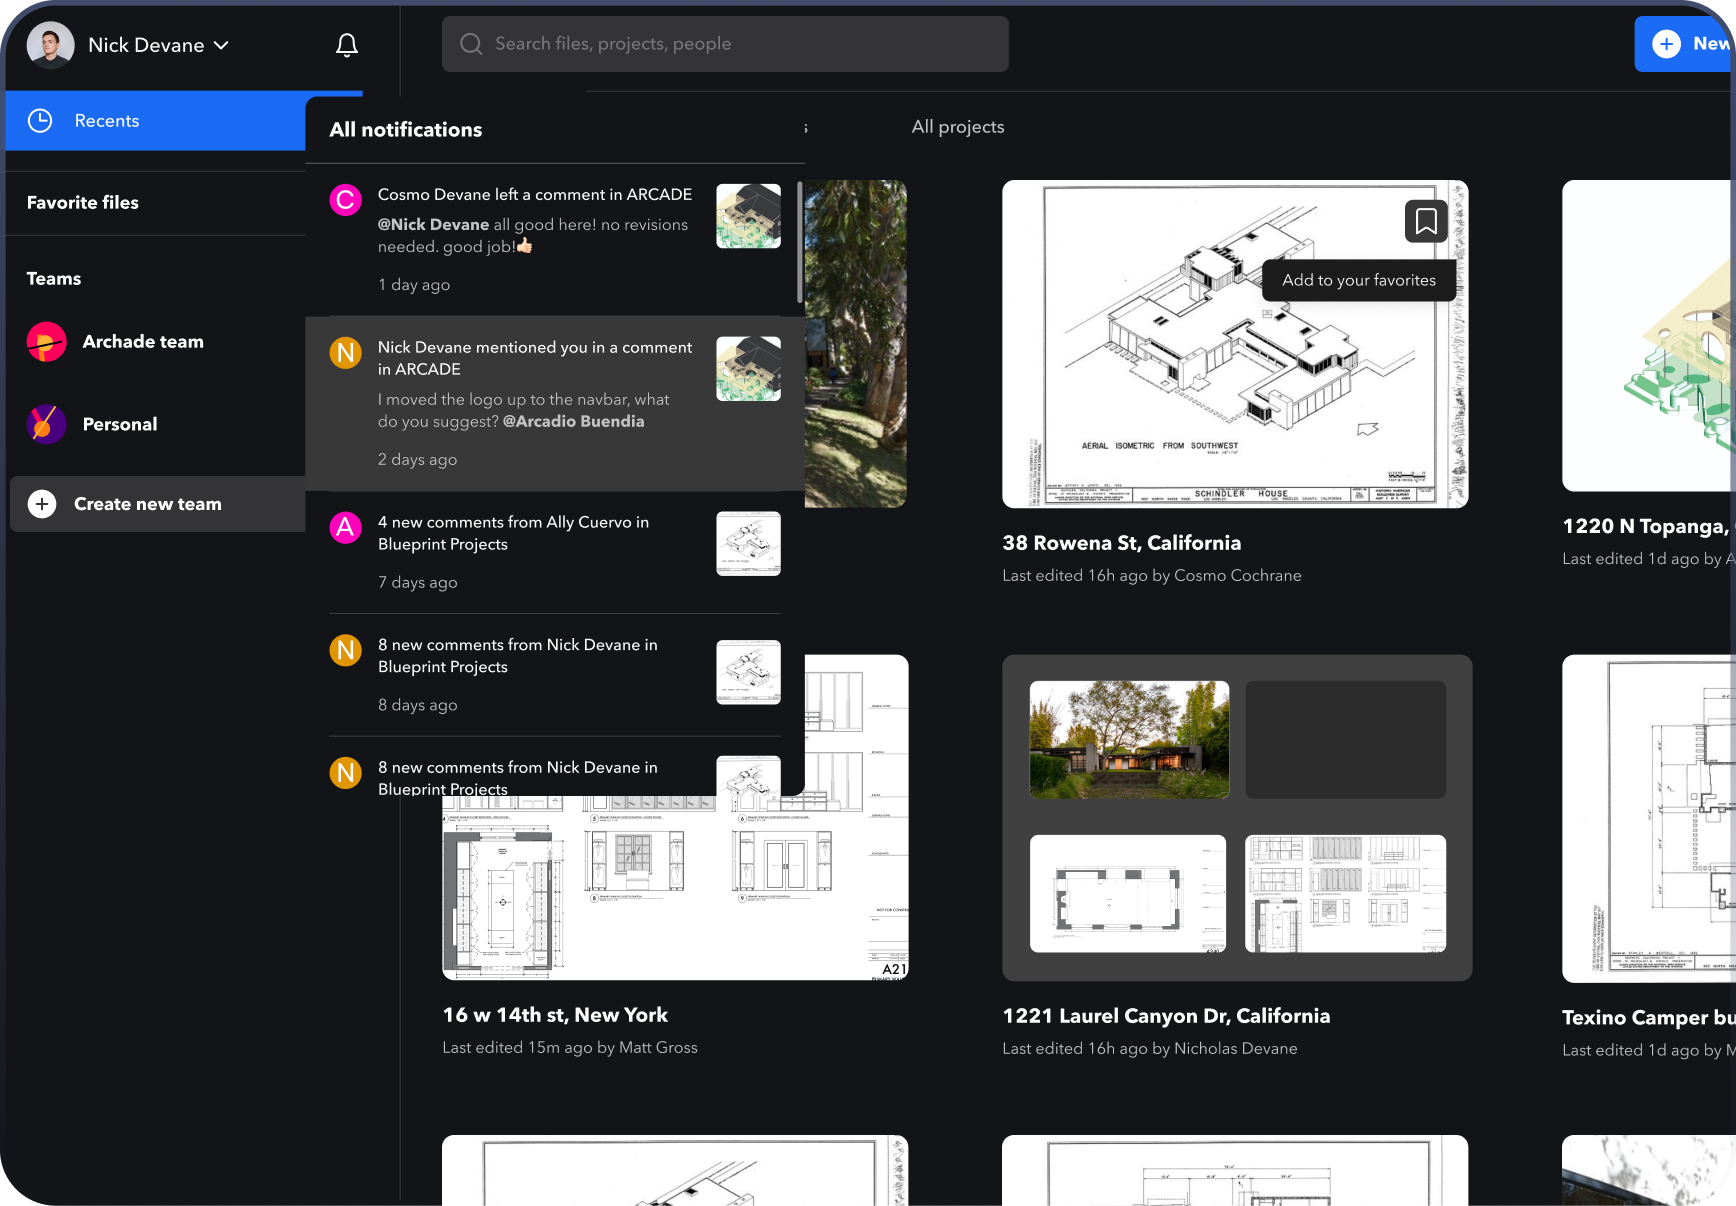 Nick Devane
Search files, projects, people
New
Recents
All notifications
s
All projects
Favorite files
Teams
Archade team
Personal
Create new team
C
Cosmo Devane left a comment in ARCADE
@Nick Devane all good here! no revisions
needed. good job!👍🏻
1 day ago
N
Nick Devane mentioned you in a comment
in ARCADE
I moved the logo up to the navbar, what
do you suggest? @Arcadio Buendia
2 days ago
A
4 new comments from Ally Cuervo in
Blueprint Projects
7 days ago
N
8 new comments from Nick Devane in
Blueprint Projects
8 days ago
N
8 new comments from Nick Devane in
Blueprint Projects
Add to your favorites
AERIAL ISOMETRIC FROM SOUTHWEST
SCHINDLER HOUSE
38 Rowena St, California
Last edited 16h ago by Cosmo Cochrane
1220 N Topanga,
Last edited 1d ago by A
A21
16 w 14th st, New York
Last edited 15m ago by Matt Gross
1221 Laurel Canyon Dr, California
Last edited 16h ago by Nicholas Devane
Texino Camper bu
Last edited 1d ago by M